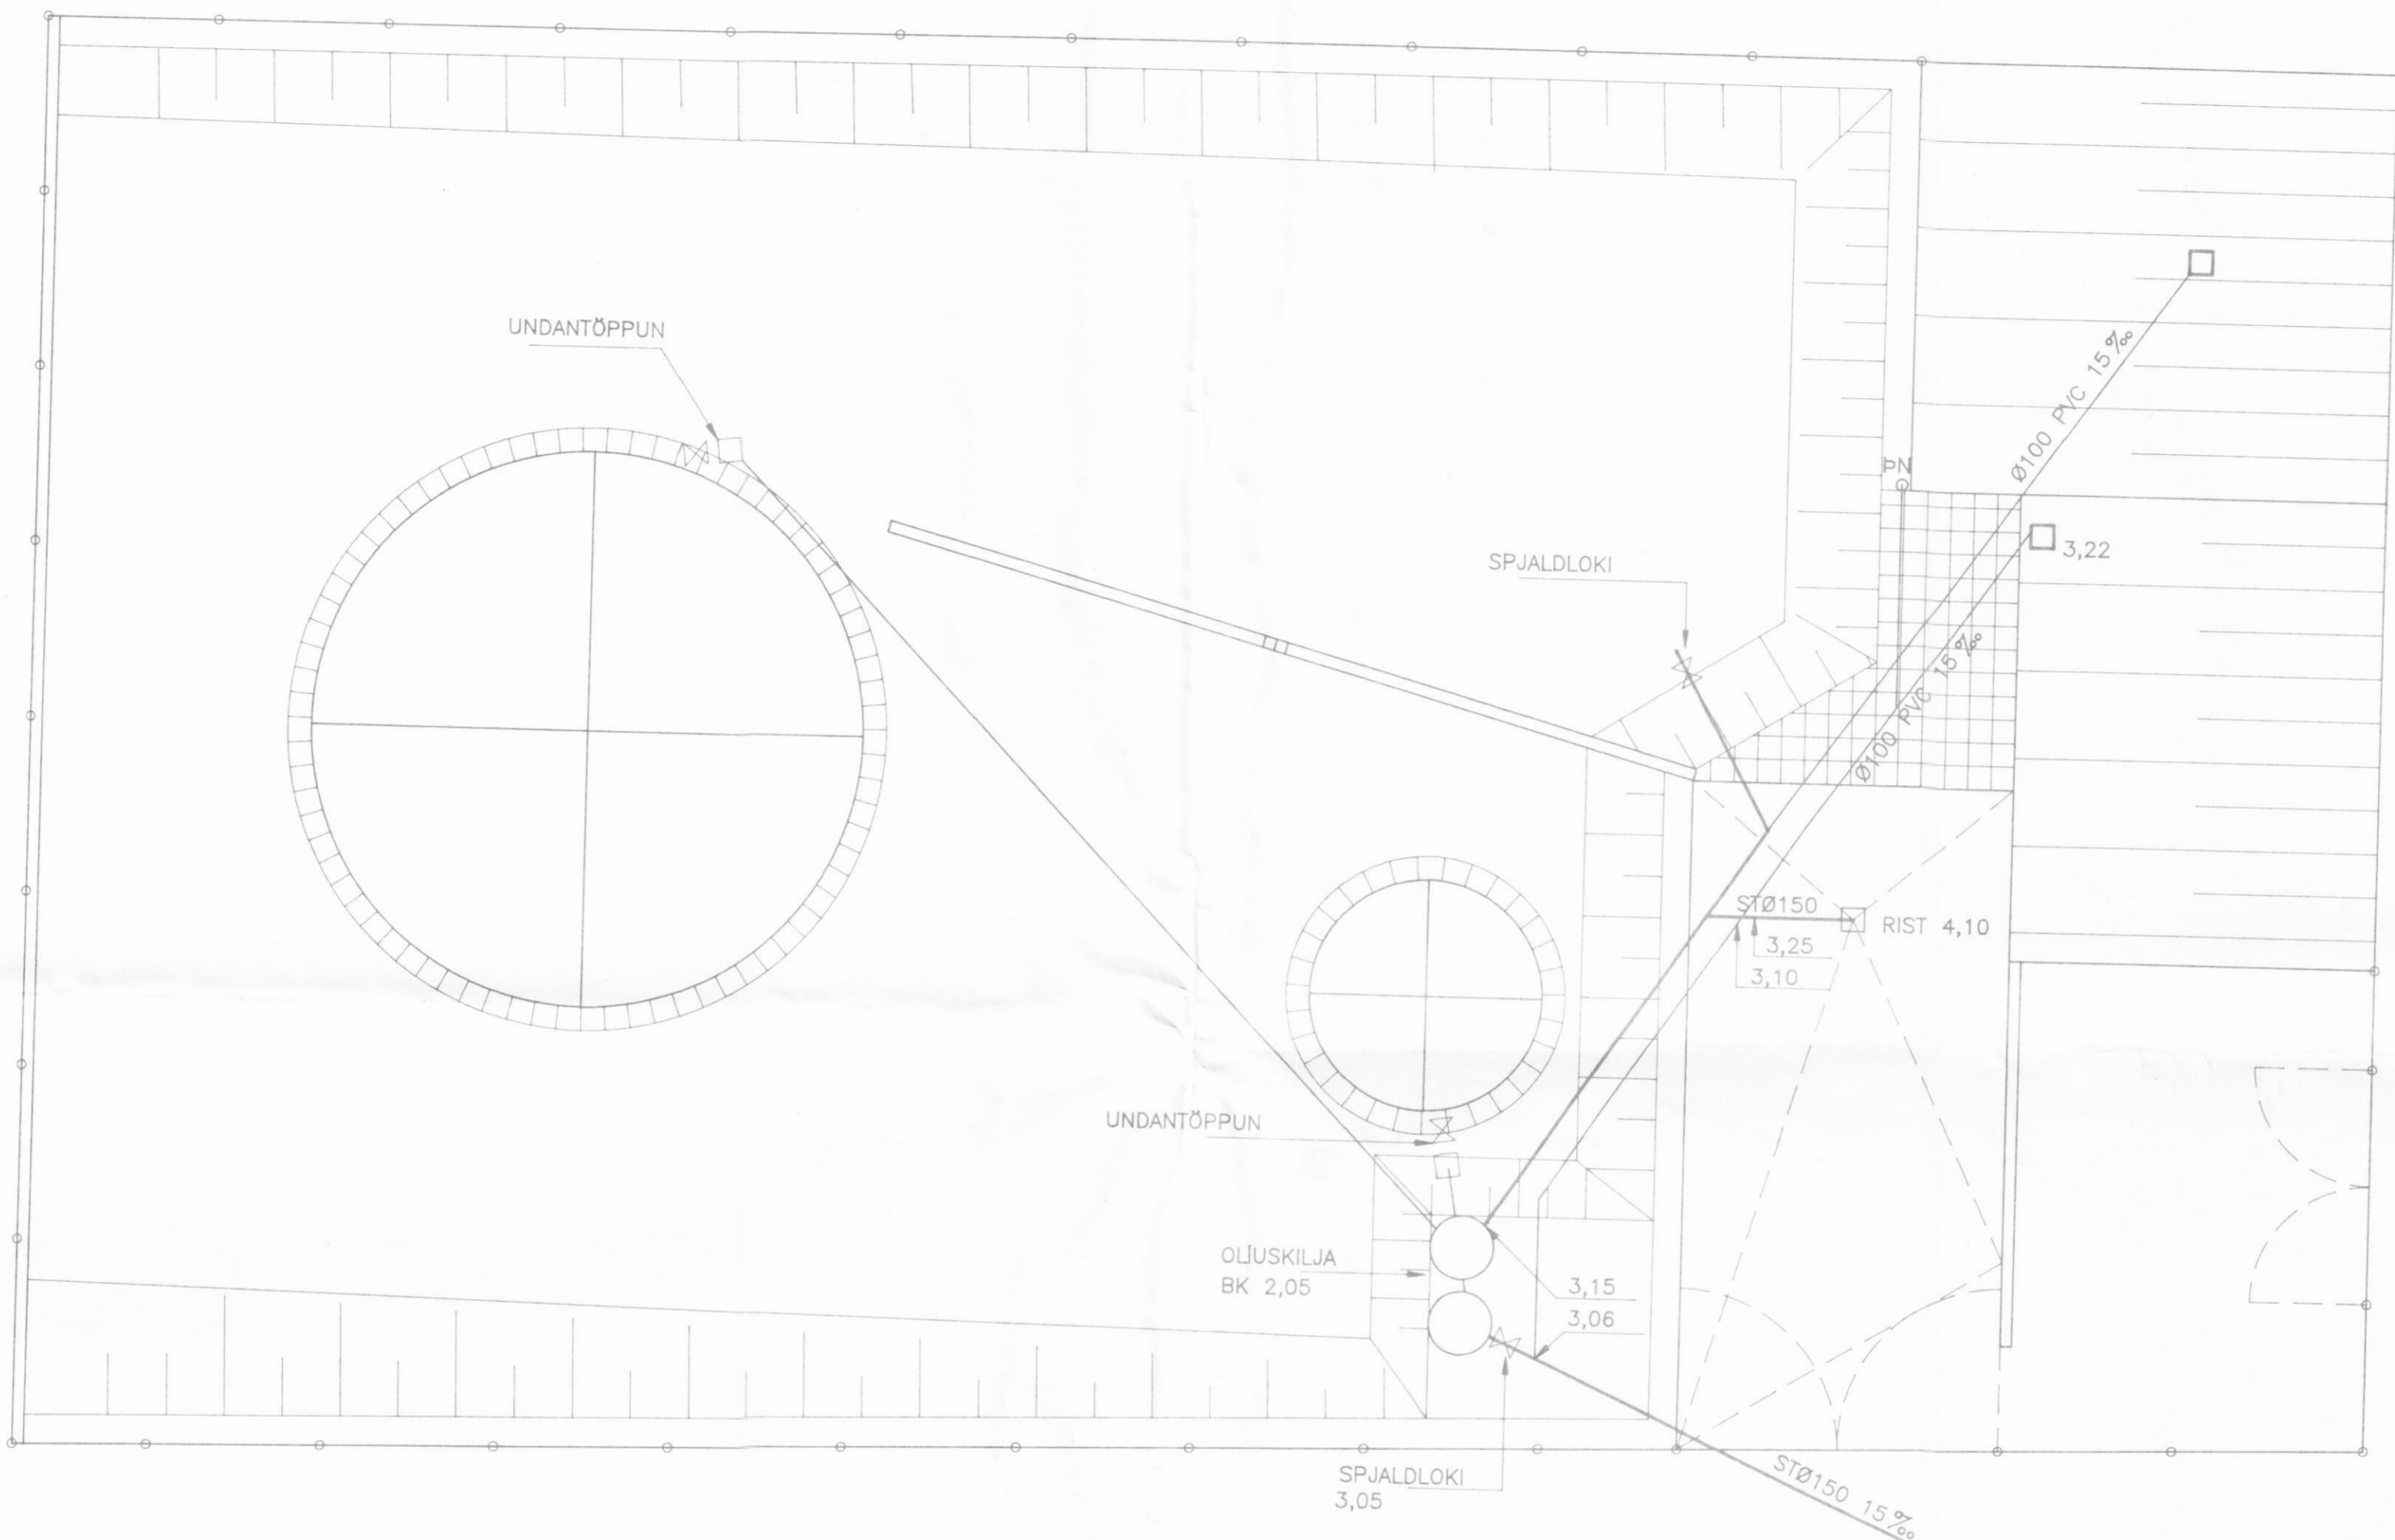 UNDANTÖPPUN
Ø100 PVC 15‰
ÞN
3,22
SPJALDLOKI
Ø100 PVC 15‰
STØ150
RIST 4,10
3,25
3,10
UNDANTÖPPUN
OLÍUSKILJA
BK 2,05
3,15
3,06
SPJALDLOKI
3,05
STØ150 15‰